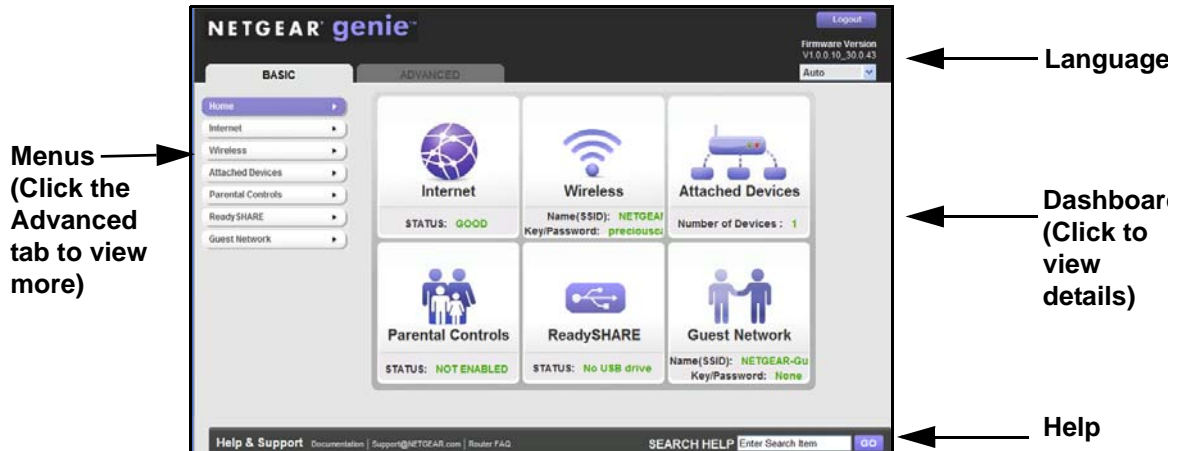 NETGEAR genie
Logout
Firmware Version
V1.0.0.10_30.0.43
Auto
BASIC
ADVANCED
Home
Internet
Wireless
Attached Devices
Parental Controls
ReadySHARE
Guest Network
Internet
STATUS: GOOD
Wireless
Name(SSID): NETGEAR
Key/Password: preciousca
Attached Devices
Number of Devices : 1
Parental Controls
STATUS: NOT ENABLED
ReadySHARE
STATUS: No USB drive
Guest Network
Name(SSID): NETGEAR-Gu
Key/Password: None
Help & Support Documentation | Support@NETGEAR.com | Router FAQ
SEARCH HELP Enter Search Item GO
Menus
(Click the
Advanced
tab to view
more)
Language
Dashboard
(Click to
view
details)
Help